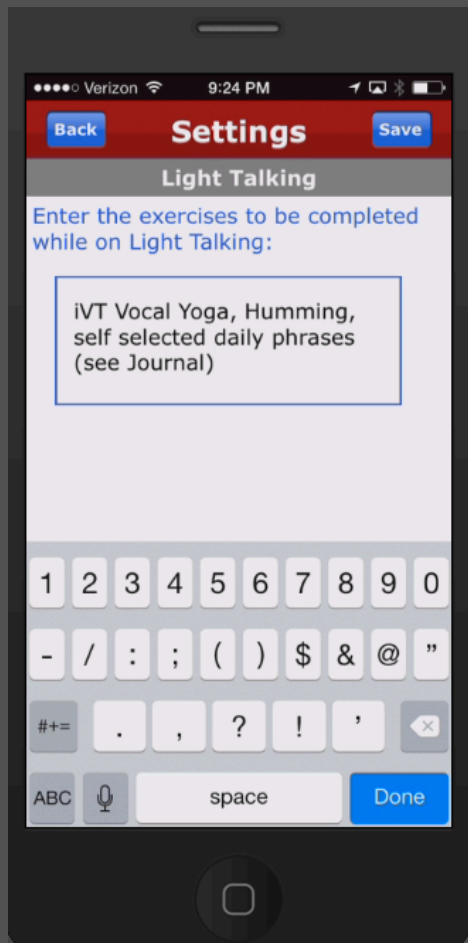 Verizon 9:24 PM
Back Settings Save
Light Talking
Enter the exercises to be completed
while on Light Talking:
iVT Vocal Yoga, Humming,
self selected daily phrases
(see Journal)
1 2 3 4 5 6 7 8 9 0
- / : ; ( ) $ & @ "
#+= . , ? ! '
ABC space Done